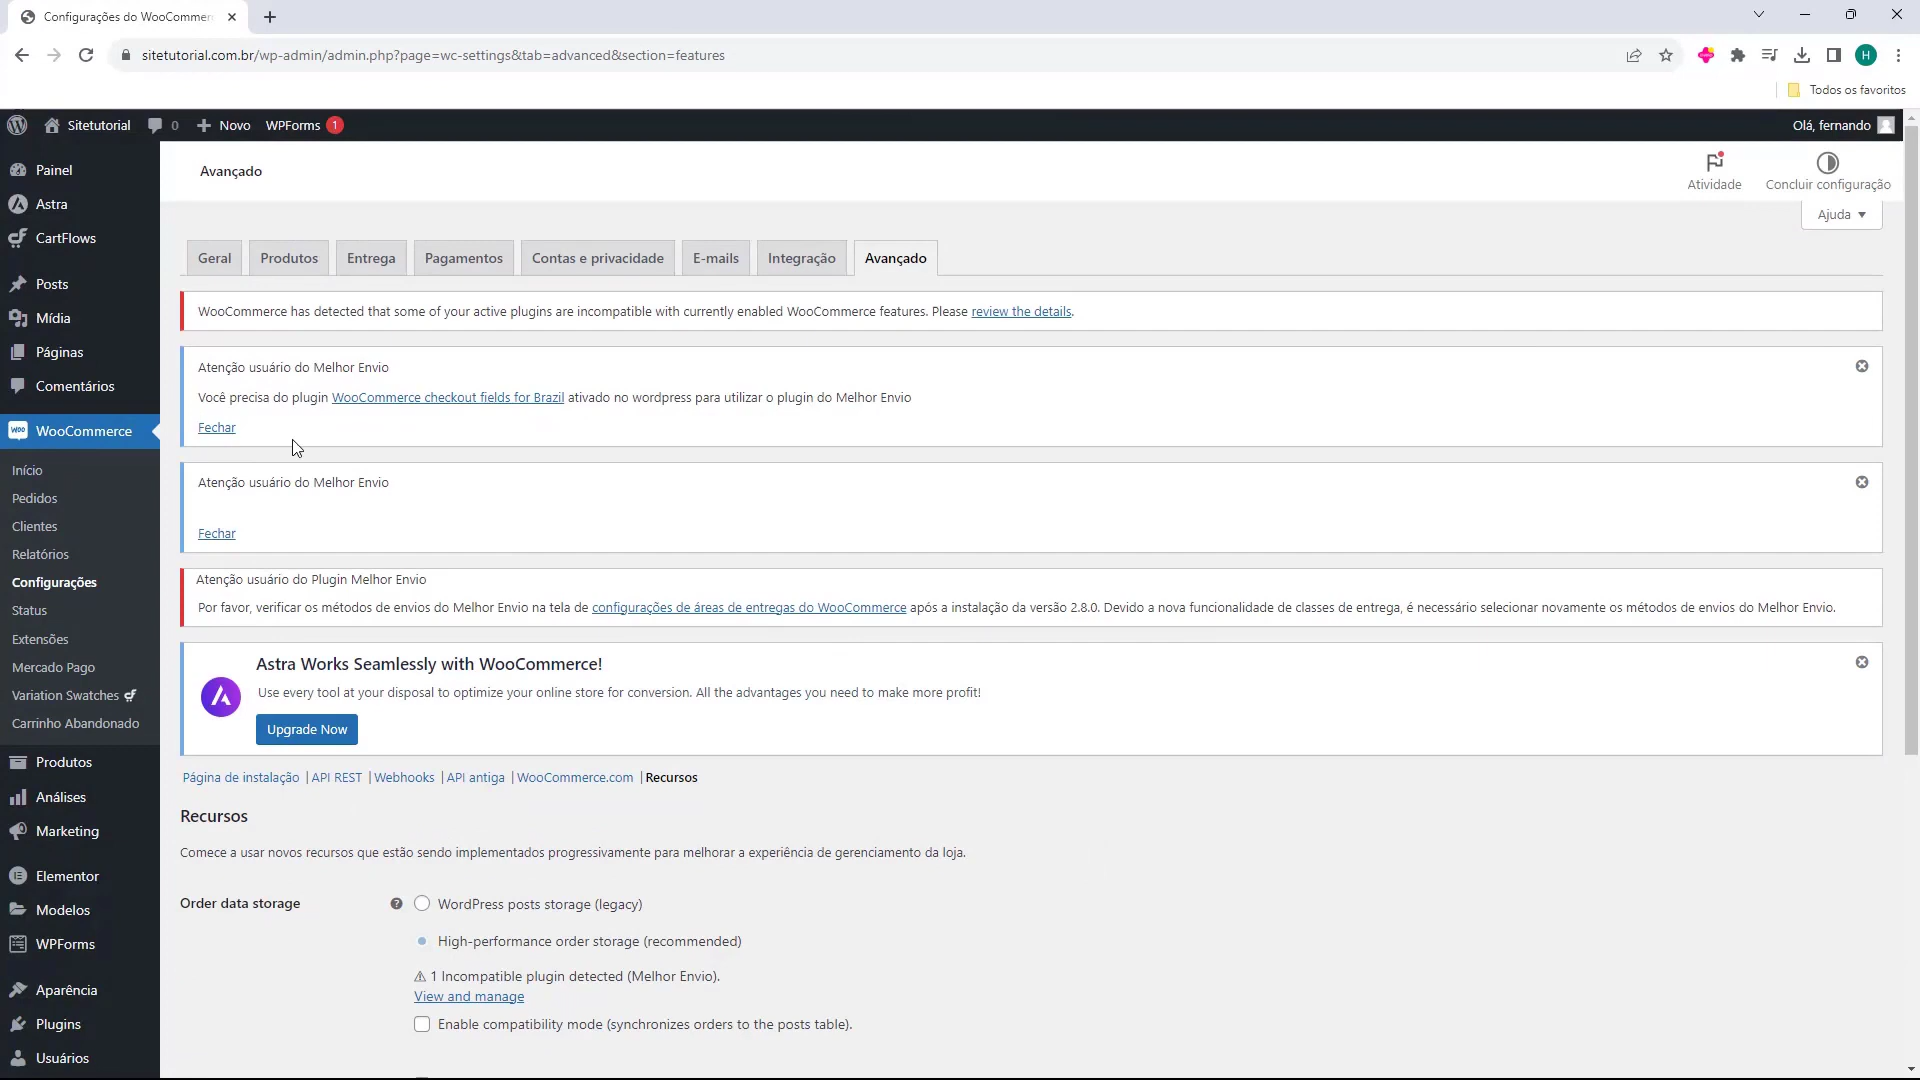 Configurações do WooCommer
sitetutorial.com.br/wp-admin/admin.php?page=wc-settings&tab=advanced&section=features
H
Todos os favoritos
Sitetutorial
0
Novo
WPForms
1
Olá, fernando
Painel
Astra
CartFlows
Posts
Mídia
Páginas
Comentários
WooCommerce
Início
Pedidos
Clientes
Relatórios
Configurações
Status
Extensões
Mercado Pago
Variation Swatches
Carrinho Abandonado
Produtos
Análises
Marketing
Elementor
Modelos
WPForms
Aparência
Plugins
Usuários
Avançado
Atividade
Concluir configuração
Ajuda
Geral
Produtos
Entrega
Pagamentos
Contas e privacidade
E-mails
Integração
Avançado
WooCommerce has detected that some of your active plugins are incompatible with currently enabled WooCommerce features. Please review the details.
Atenção usuário do Melhor Envio
Você precisa do plugin WooCommerce checkout fields for Brazil ativado no wordpress para utilizar o plugin do Melhor Envio
Fechar
Atenção usuário do Melhor Envio
Fechar
Atenção usuário do Plugin Melhor Envio
Por favor, verificar os métodos de envios do Melhor Envio na tela de configurações de áreas de entregas do WooCommerce após a instalação da versão 2.8.0. Devido a nova funcionalidade de classes de entrega, é necessário selecionar novamente os métodos de envios do Melhor Envio.
Astra Works Seamlessly with WooCommerce!
Use every tool at your disposal to optimize your online store for conversion. All the advantages you need to make more profit!
Upgrade Now
Página de instalação | API REST | Webhooks | API antiga | WooCommerce.com | Recursos
Recursos
Comece a usar novos recursos que estão sendo implementados progressivamente para melhorar a experiência de gerenciamento da loja.
Order data storage
WordPress posts storage (legacy)
High-performance order storage (recommended)
1 Incompatible plugin detected (Melhor Envio).
View and manage
Enable compatibility mode (synchronizes orders to the posts table).